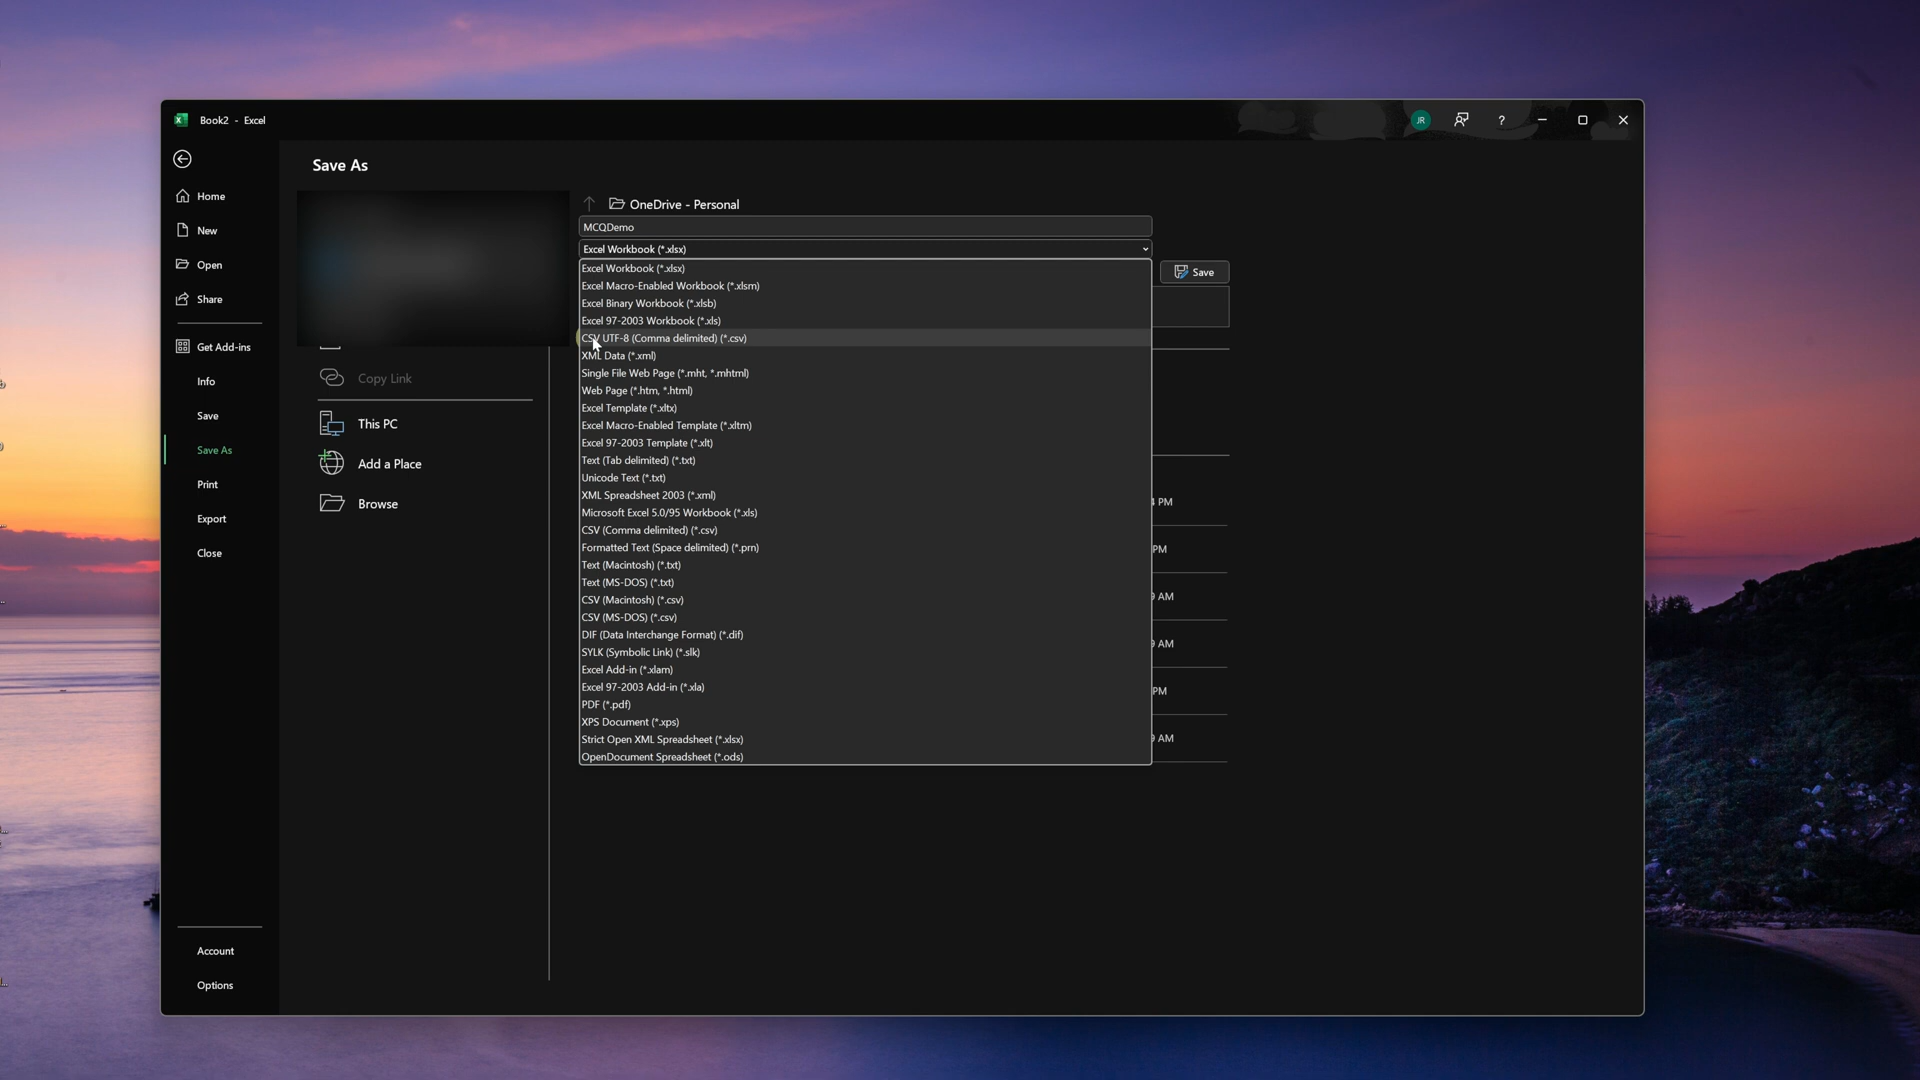 Book2 - Excel
JR
?
Save As
Home
New
Open
Share
Get Add-ins
Info
Save
Save As
Print
Export
Close
Account
Options
Copy Link
This PC
Add a Place
Browse
OneDrive - Personal
MCQDemo
Excel Workbook (*.xlsx)
Save
Excel Workbook (*.xlsx)
Excel Macro-Enabled Workbook (*.xlsm)
Excel Binary Workbook (*.xlsb)
Excel 97-2003 Workbook (*.xls)
CSV UTF-8 (Comma delimited) (*.csv)
XML Data (*.xml)
Single File Web Page (*.mht, *.mhtml)
Web Page (*.htm, *.html)
Excel Template (*.xltx)
Excel Macro-Enabled Template (*.xltm)
Excel 97-2003 Template (*.xlt)
Text (Tab delimited) (*.txt)
Unicode Text (*.txt)
XML Spreadsheet 2003 (*.xml)
Microsoft Excel 5.0/95 Workbook (*.xls)
CSV (Comma delimited) (*.csv)
Formatted Text (Space delimited) (*.prn)
Text (Macintosh) (*.txt)
Text (MS-DOS) (*.txt)
CSV (Macintosh) (*.csv)
CSV (MS-DOS) (*.csv)
DIF (Data Interchange Format) (*.dif)
SYLK (Symbolic Link) (*.slk)
Excel Add-in (*.xlam)
Excel 97-2003 Add-in (*.xla)
PDF (*.pdf)
XPS Document (*.xps)
Strict Open XML Spreadsheet (*.xlsx)
OpenDocument Spreadsheet (*.ods)
PM
PM
9 AM
9 AM
PM
9 AM